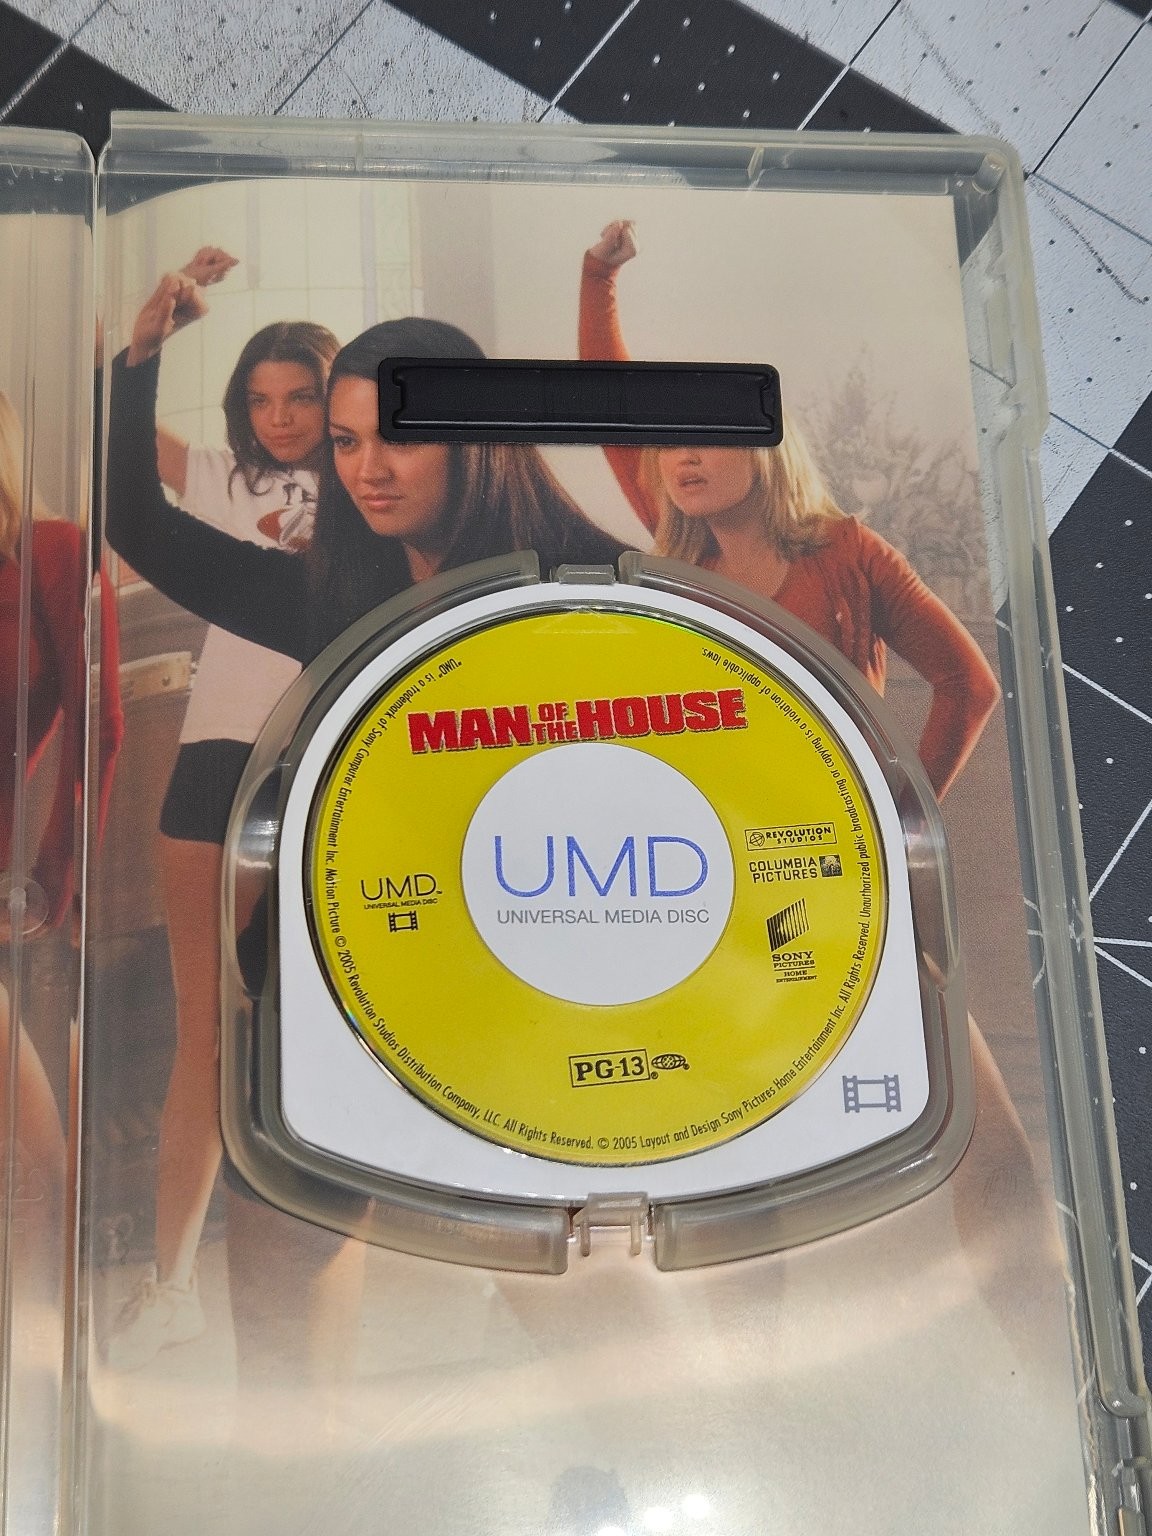 MAN OF THE HOUSE
UMD
UNIVERSAL MEDIA DISC
UMD™
UNIVERSAL MEDIA DISC
REVOLUTION
STUDIOS
COLUMBIA
PICTURES
SONY
PICTURES
HOME
ENTERTAINMENT
PG-13
"UMD" is a trademark of Sony Computer Entertainment Inc. Motion Picture © 2005 Revolution Studios Distribution Company, LLC. All Rights Reserved. © 2005 Layout and Design Sony Pictures Home Entertainment Inc. All Rights Reserved. Unauthorized public broadcasting or copying is a violation of applicable laws.